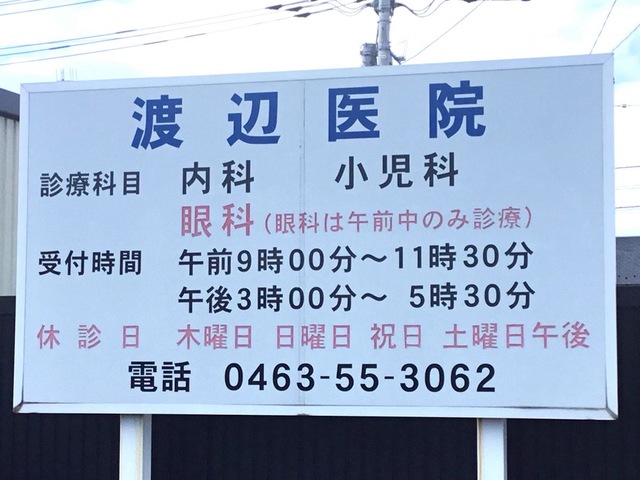 渡辺医院
診療科目 内科 小児科
眼科(眼科は午前中のみ診療)
受付時間 午前9時00分～11時30分
午後3時00分～ 5時30分
休診日 木曜日 日曜日 祝日 土曜日午後
電話 0463-55-3062